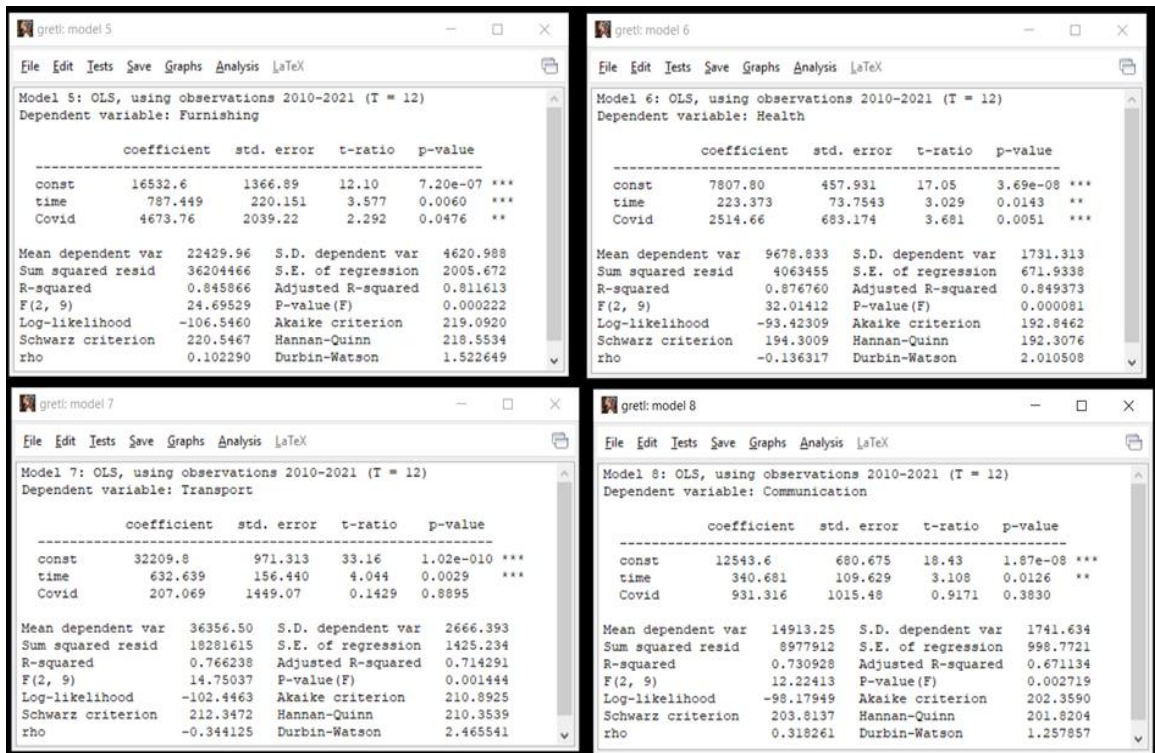 gretl: model 5
File Edit Tests Save Graphs Analysis LaTeX
Model 5: OLS, using observations 2010-2021 (T = 12)
Dependent variable: Furnishing
coefficient std. error t-ratio p-value
const 16532.6 1366.89 12.10 7.20e-07 ***
time 787.449 220.151 3.577 0.0060 ***
Covid 4673.76 2039.22 2.292 0.0476 **
Mean dependent var 22429.96 S.D. dependent var 4620.988
Sum squared resid 36204466 S.E. of regression 2005.672
R-squared 0.845866 Adjusted R-squared 0.811613
F(2, 9) 24.69529 P-value(F) 0.000222
Log-likelihood -106.5460 Akaike criterion 219.0920
Schwarz criterion 220.5467 Hannan-Quinn 218.5534
rho 0.102290 Durbin-Watson 1.522649
gretl: model 6
File Edit Tests Save Graphs Analysis LaTeX
Model 6: OLS, using observations 2010-2021 (T = 12)
Dependent variable: Health
coefficient std. error t-ratio p-value
const 7807.80 457.931 17.05 3.69e-08 ***
time 223.373 73.7543 3.029 0.0143 **
Covid 2514.66 683.174 3.681 0.0051 ***
Mean dependent var 9678.833 S.D. dependent var 1731.313
Sum squared resid 4063455 S.E. of regression 671.9338
R-squared 0.876760 Adjusted R-squared 0.849373
F(2, 9) 32.01412 P-value(F) 0.000081
Log-likelihood -93.42309 Akaike criterion 192.8462
Schwarz criterion 194.3009 Hannan-Quinn 192.3076
rho -0.136317 Durbin-Watson 2.010508
gretl: model 7
File Edit Tests Save Graphs Analysis LaTeX
Model 7: OLS, using observations 2010-2021 (T = 12)
Dependent variable: Transport
coefficient std. error t-ratio p-value
const 32209.8 971.313 33.16 1.02e-010 ***
time 632.639 156.440 4.044 0.0029 ***
Covid 207.069 1449.07 0.1429 0.8895
Mean dependent var 36356.50 S.D. dependent var 2666.393
Sum squared resid 18281615 S.E. of regression 1425.234
R-squared 0.766238 Adjusted R-squared 0.714291
F(2, 9) 14.75037 P-value(F) 0.001444
Log-likelihood -102.4463 Akaike criterion 210.8925
Schwarz criterion 212.3472 Hannan-Quinn 210.3539
rho -0.344125 Durbin-Watson 2.465541
gretl: model 8
File Edit Tests Save Graphs Analysis LaTeX
Model 8: OLS, using observations 2010-2021 (T = 12)
Dependent variable: Communication
coefficient std. error t-ratio p-value
const 12543.6 680.675 18.43 1.87e-08 ***
time 340.681 109.629 3.108 0.0126 **
Covid 931.316 1015.48 0.9171 0.3830
Mean dependent var 14913.25 S.D. dependent var 1741.634
Sum squared resid 8977912 S.E. of regression 998.7721
R-squared 0.730928 Adjusted R-squared 0.671134
F(2, 9) 12.22413 P-value(F) 0.002719
Log-likelihood -98.17949 Akaike criterion 202.3590
Schwarz criterion 203.8137 Hannan-Quinn 201.8204
rho 0.318261 Durbin-Watson 1.257857